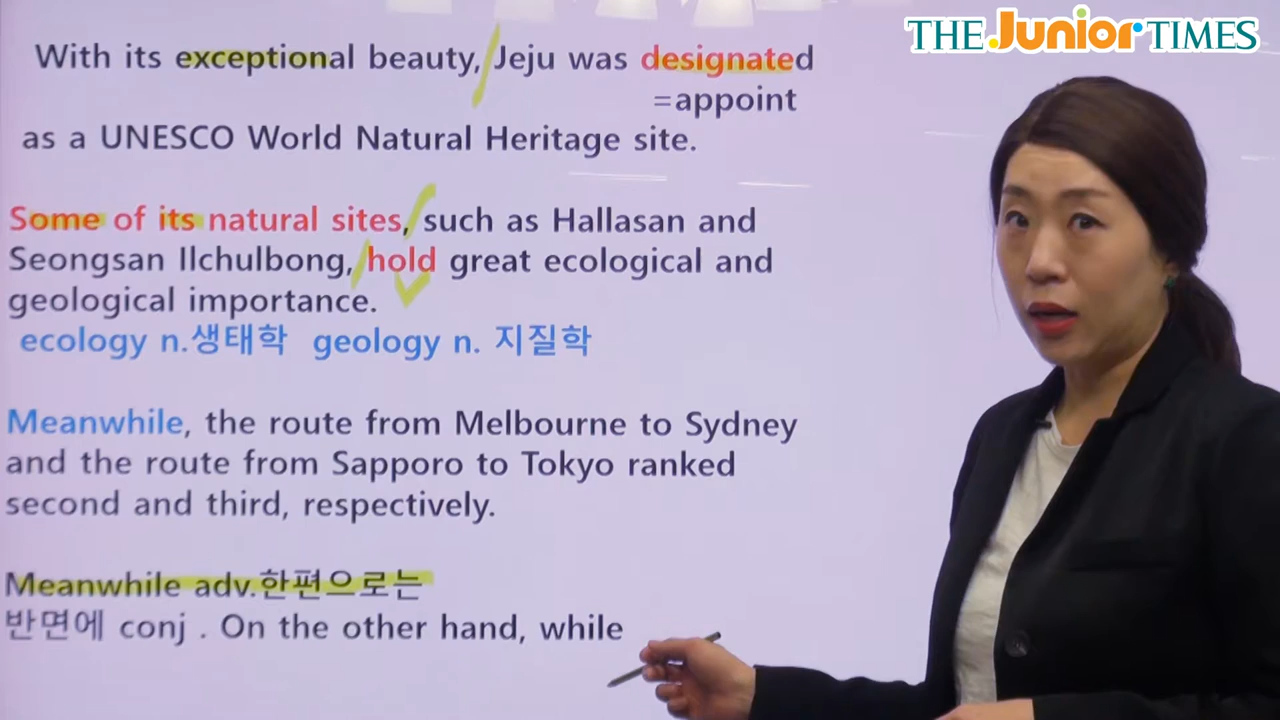 THE Junior TIMES
With its exceptional beauty, Jeju was designated
=appoint
as a UNESCO World Natural Heritage site.
Some of its natural sites, such as Hallasan and
Seongsan Ilchulbong, hold great ecological and
geological importance.
ecology n.생태학 geology n. 지질학
Meanwhile, the route from Melbourne to Sydney
and the route from Sapporo to Tokyo ranked
second and third, respectively.
Meanwhile adv.한편으로는
반면에 conj . On the other hand, while